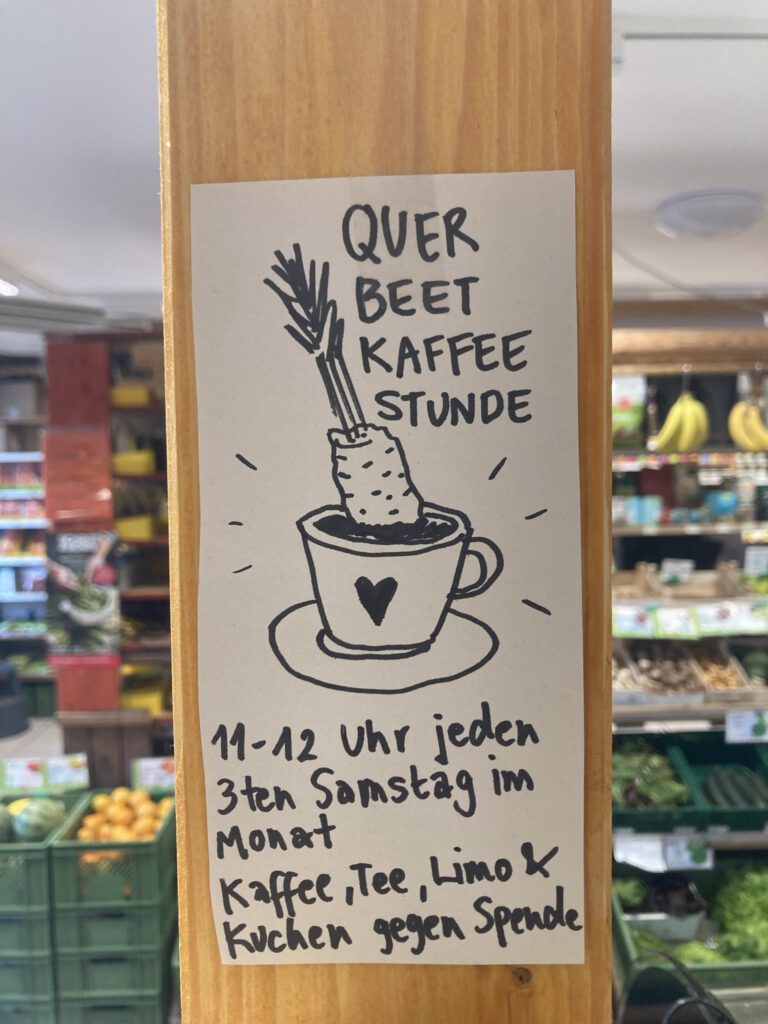 QUER
BEET
KAFFEE
STUNDE
11-12 Uhr jeden
3ten Samstag im
Monat
Kaffee, Tee, Limo &
Kuchen gegen Spende